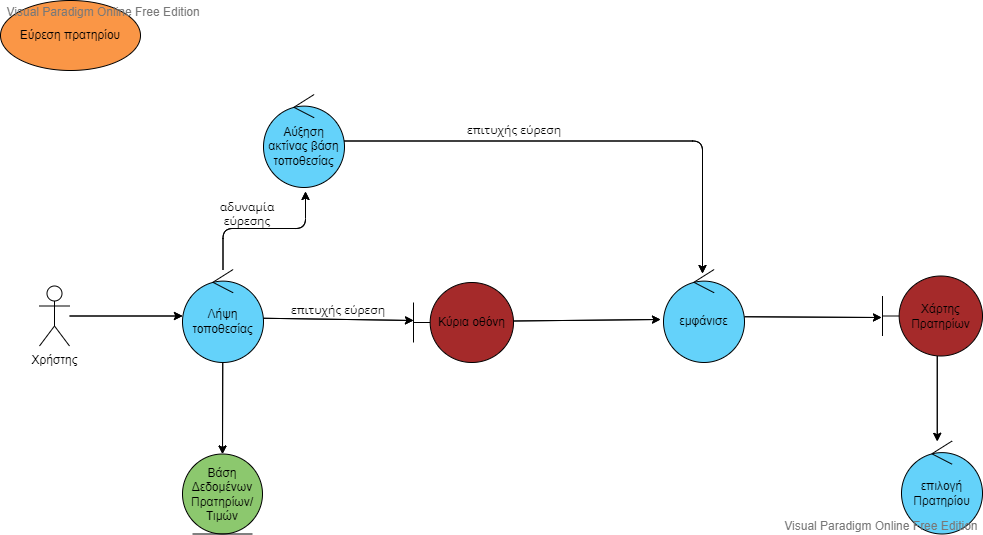 Visual Paradigm Online Free Edition
Εύρεση πρατηρίου
Αύξηση
ακτίνας βάση
τοποθεσίας
επιτυχής εύρεση
αδυναμία
εύρεσης
Χρήστης
Λήψη
τοποθεσίας
επιτυχής εύρεση
Κύρια οθόνη
εμφάνισε
Χάρτης
Πρατηρίων
Βάση
Δεδομένων
Πρατηρίων/
Τιμών
επιλογή
Πρατηρίου
Visual Paradigm Online Free Edition